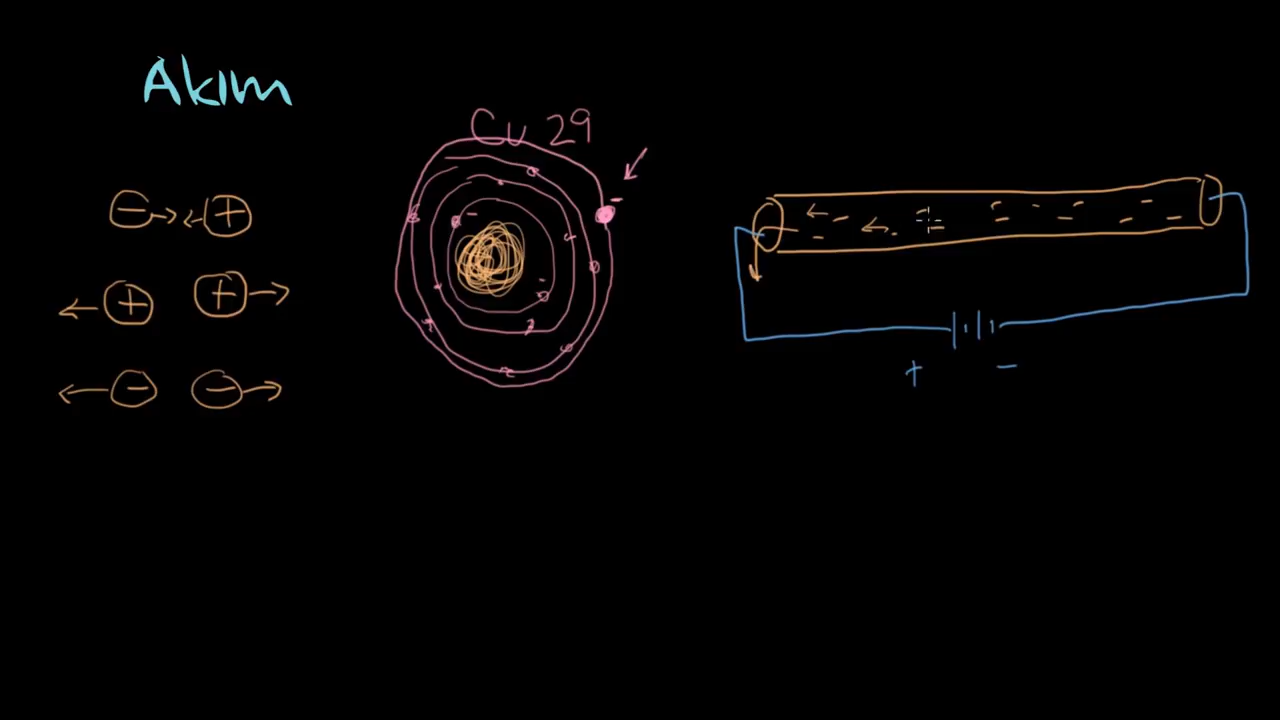 Akım
Cu 29
- +
+ +
- -
+ -